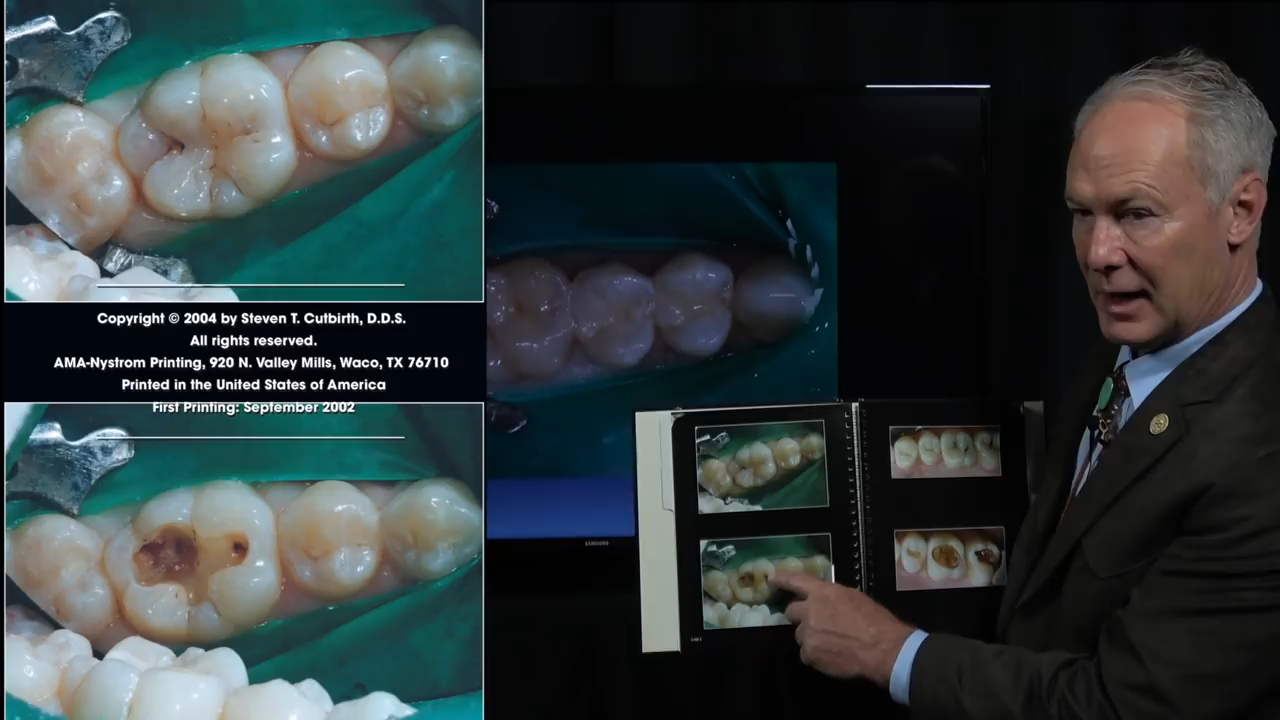 Copyright © 2004 by Steven T. Cutbirth, D.D.S.
All rights reserved.
AMA-Nystrom Printing, 920 N. Valley Mills, Waco, TX 76710
Printed in the United States of America
First Printing: September 2002
SAMSUNG